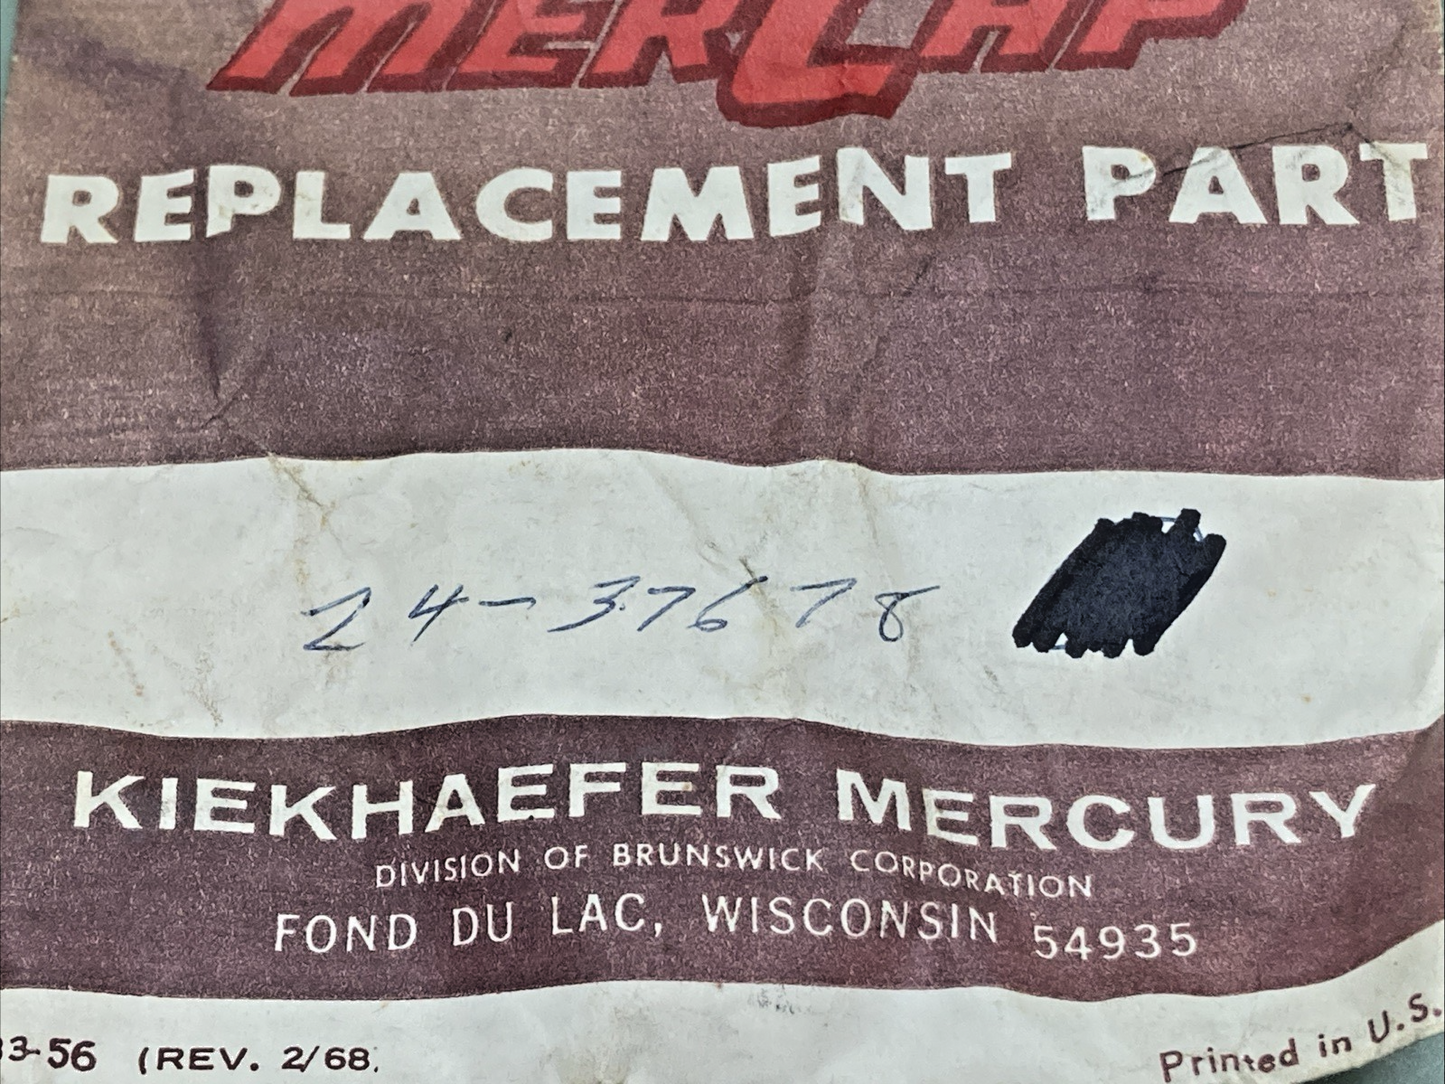 MERCAP
REPLACEMENT PART
24-37678
KIEKHAEFER MERCURY
DIVISION OF BRUNSWICK CORPORATION
FOND DU LAC, WISCONSIN 54935
3-56 (REV. 2/68)
Printed in U.S.